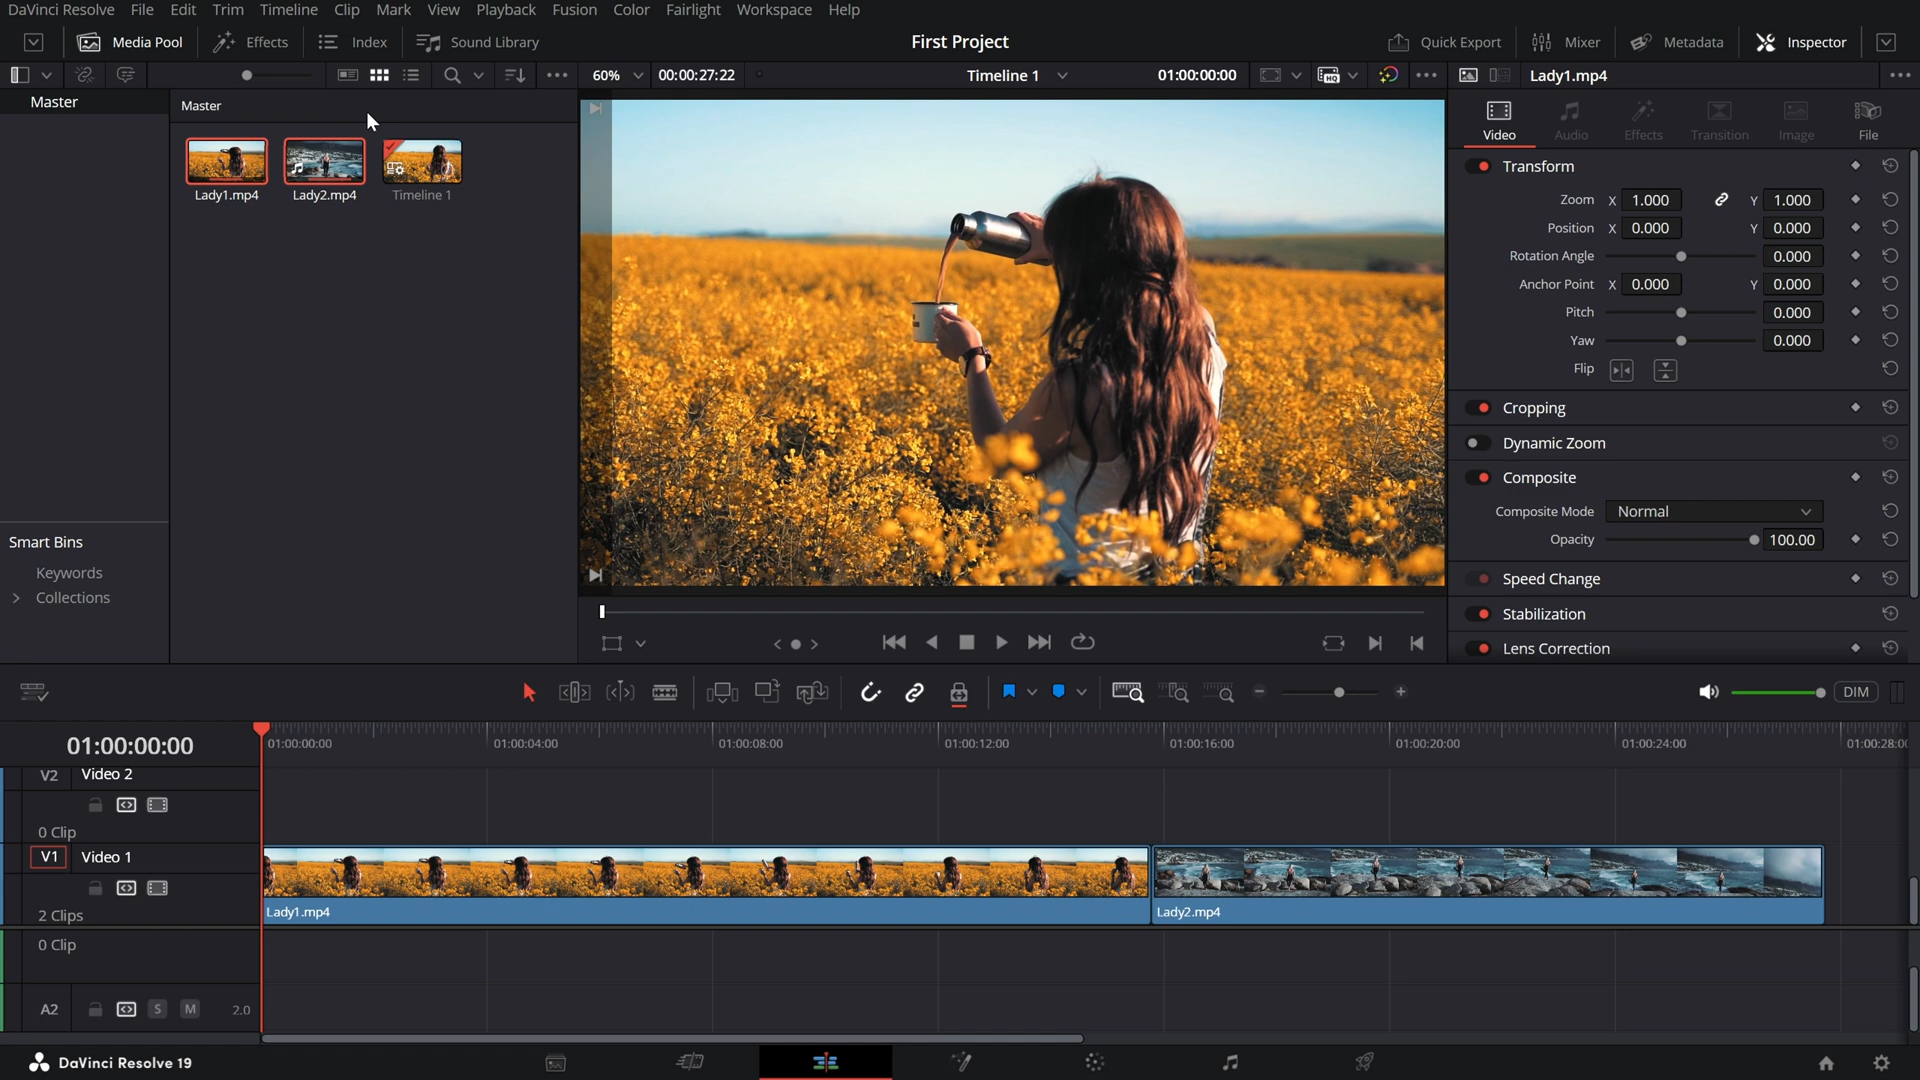 DaVinci Resolve File Edit Trim Timeline Clip Mark View Playback Fusion Color Fairlight Workspace Help
Media Pool Effects Index Sound Library First Project Quick Export Mixer Metadata Inspector
60% 00:00:27:22 Timeline 1 01:00:00:00 Lady1.mp4
Master
Master
Lady1.mp4 Lady2.mp4 Timeline 1
Smart Bins
Keywords
Collections
Video Audio Effects Transition Image File
Transform
Zoom X 1.000 Y 1.000
Position X 0.000 Y 0.000
Rotation Angle 0.000
Anchor Point X 0.000 Y 0.000
Pitch 0.000
Yaw 0.000
Flip
Cropping
Dynamic Zoom
Composite
Composite Mode Normal
Opacity 100.00
Speed Change
Stabilization
Lens Correction
DIM
01:00:00:00
01:00:00:00 01:00:04:00 01:00:08:00 01:00:12:00 01:00:16:00 01:00:20:00 01:00:24:00 01:00:28:0
V2 Video 2
0 Clip
V1 Video 1
2 Clips
Lady1.mp4 Lady2.mp4
0 Clip
A2 S M 2.0
DaVinci Resolve 19